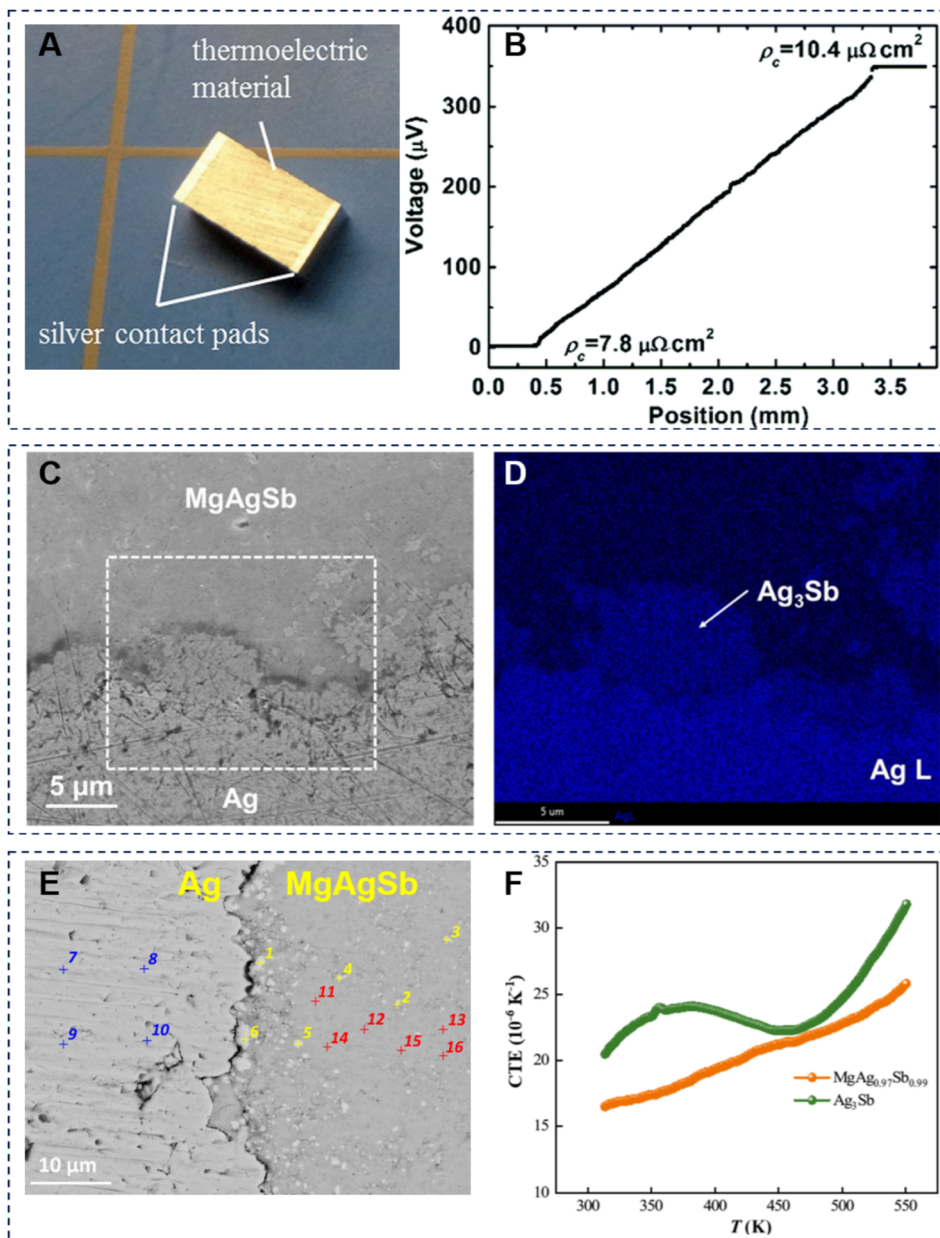 A
thermoelectric
material
silver contact pads
B
400
300
200
100
0
Voltage (μV)
ρc=10.4 μΩ cm2
ρc=7.8 μΩ cm2
0.0 0.5 1.0 1.5 2.0 2.5 3.0 3.5
Position (mm)
C
MgAgSb
5 μm
Ag
D
Ag3Sb
Ag L
5 um
AgL
E
Ag MgAgSb
3
1
7 8
4
11
2
12 13
9 10 6 5 14 15 16
10 μm
F
35
30
25
20
15
10
CTE (10-6 K-1)
MgAg0.97Sb0.99
Ag3Sb
300 350 400 450 500 550
T (K)